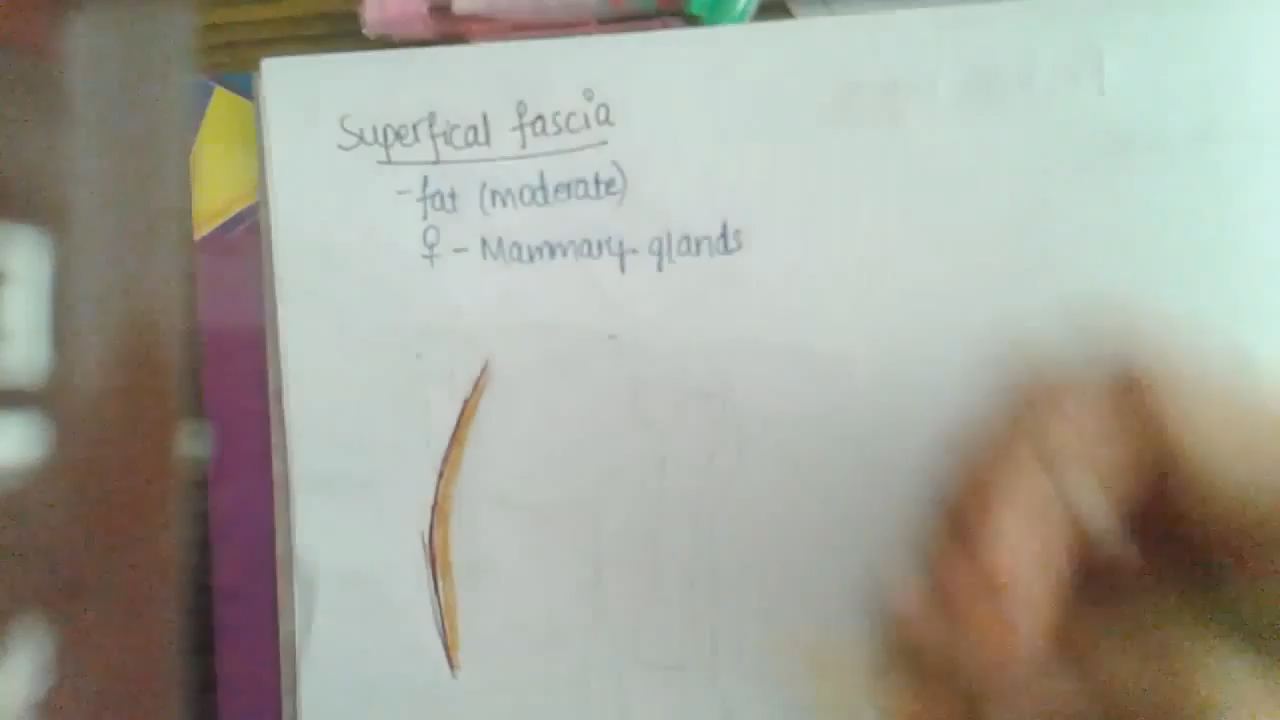 Superfical fascia
- fat (moderate)
♀ - Mammary glands